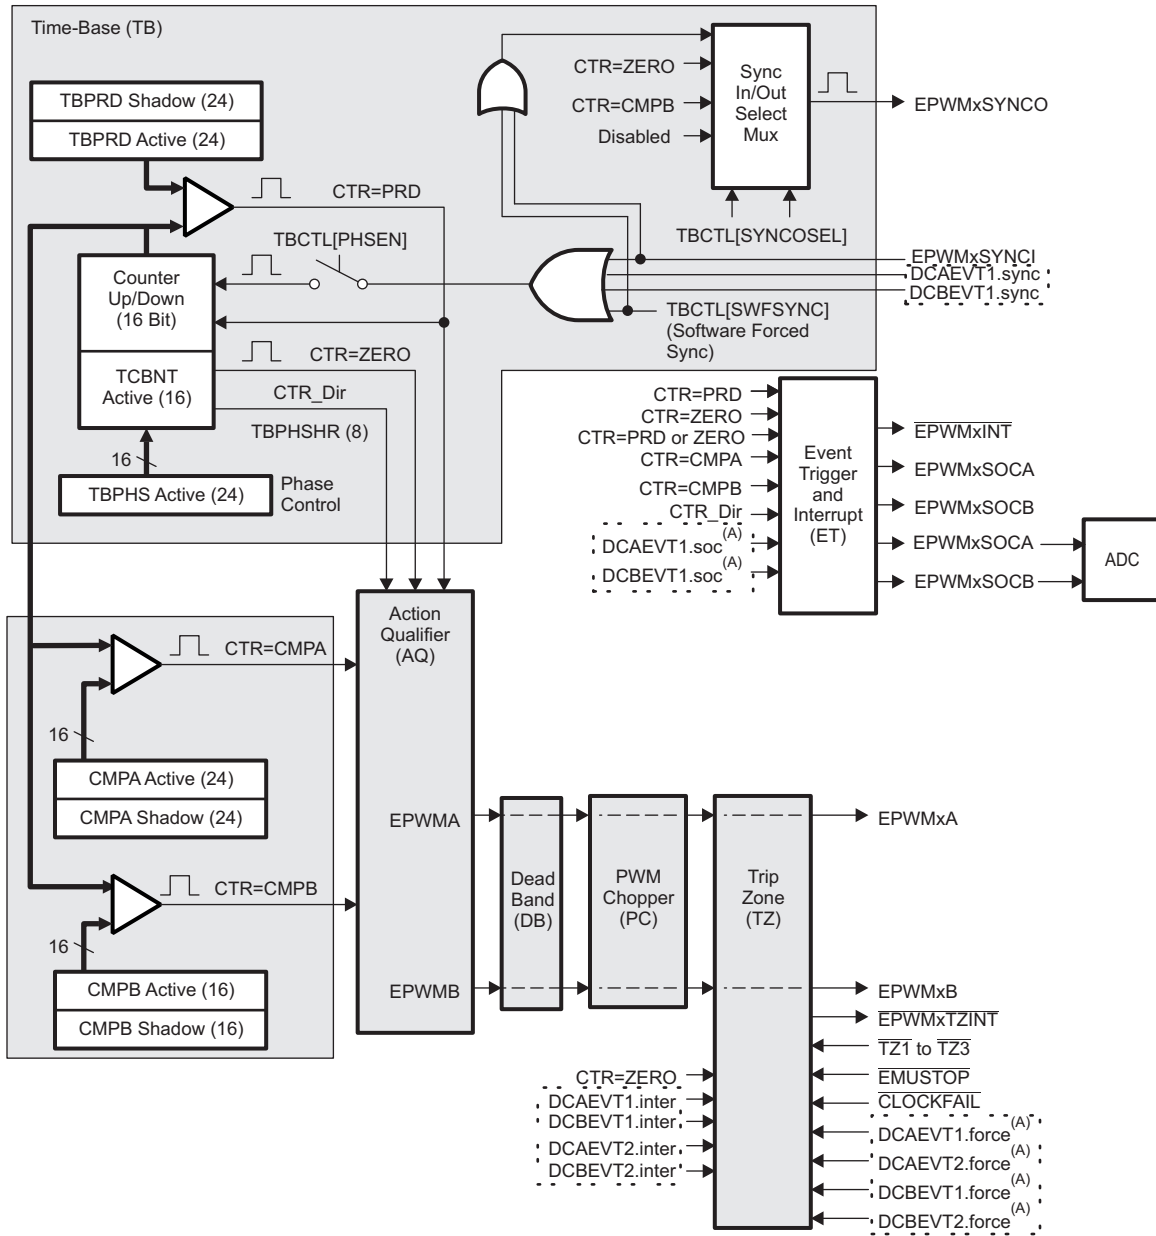 Time-Base (TB)
TBPRD Shadow (24)
TBPRD Active (24)
CTR=PRD
TBCTL[PHSEN]
Counter
Up/Down
(16 Bit)
TCBNT
Active (16)
CTR=ZERO
CTR_Dir
TBPHSHR (8)
16
TBPHS Active (24)
Phase
Control
CTR=ZERO
CTR=CMPB
Disabled
Sync
In/Out
Select
Mux
EPWMxSYNCO
TBCTL[SYNCOSEL]
EPWMxSYNCI
DCAEVT1.sync
DCBEVT1.sync
TBCTL[SWFSYNC]
(Software Forced
Sync)
CTR=PRD
CTR=ZERO
CTR=PRD or ZERO
CTR=CMPA
CTR=CMPB
CTR_Dir
DCAEVT1.soc(A)
DCBEVT1.soc(A)
Event
Trigger
and
Interrupt
(ET)
EPWMxINT
EPWMxSOCA
EPWMxSOCB
EPWMxSOCA
EPWMxSOCB
ADC
Action
Qualifier
(AQ)
CTR=CMPA
16
CMPA Active (24)
CMPA Shadow (24)
CTR=CMPB
16
CMPB Active (16)
CMPB Shadow (16)
EPWMA
EPWMB
Dead
Band
(DB)
PWM
Chopper
(PC)
Trip
Zone
(TZ)
EPWMxA
EPWMxB
EPWMxTZINT
TZ1 to TZ3
EMUSTOP
CLOCKFAIL
DCAEVT1.force(A)
DCAEVT2.force(A)
DCBEVT1.force(A)
DCBEVT2.force(A)
CTR=ZERO
DCAEVT1.inter
DCBEVT1.inter
DCAEVT2.inter
DCBEVT2.inter